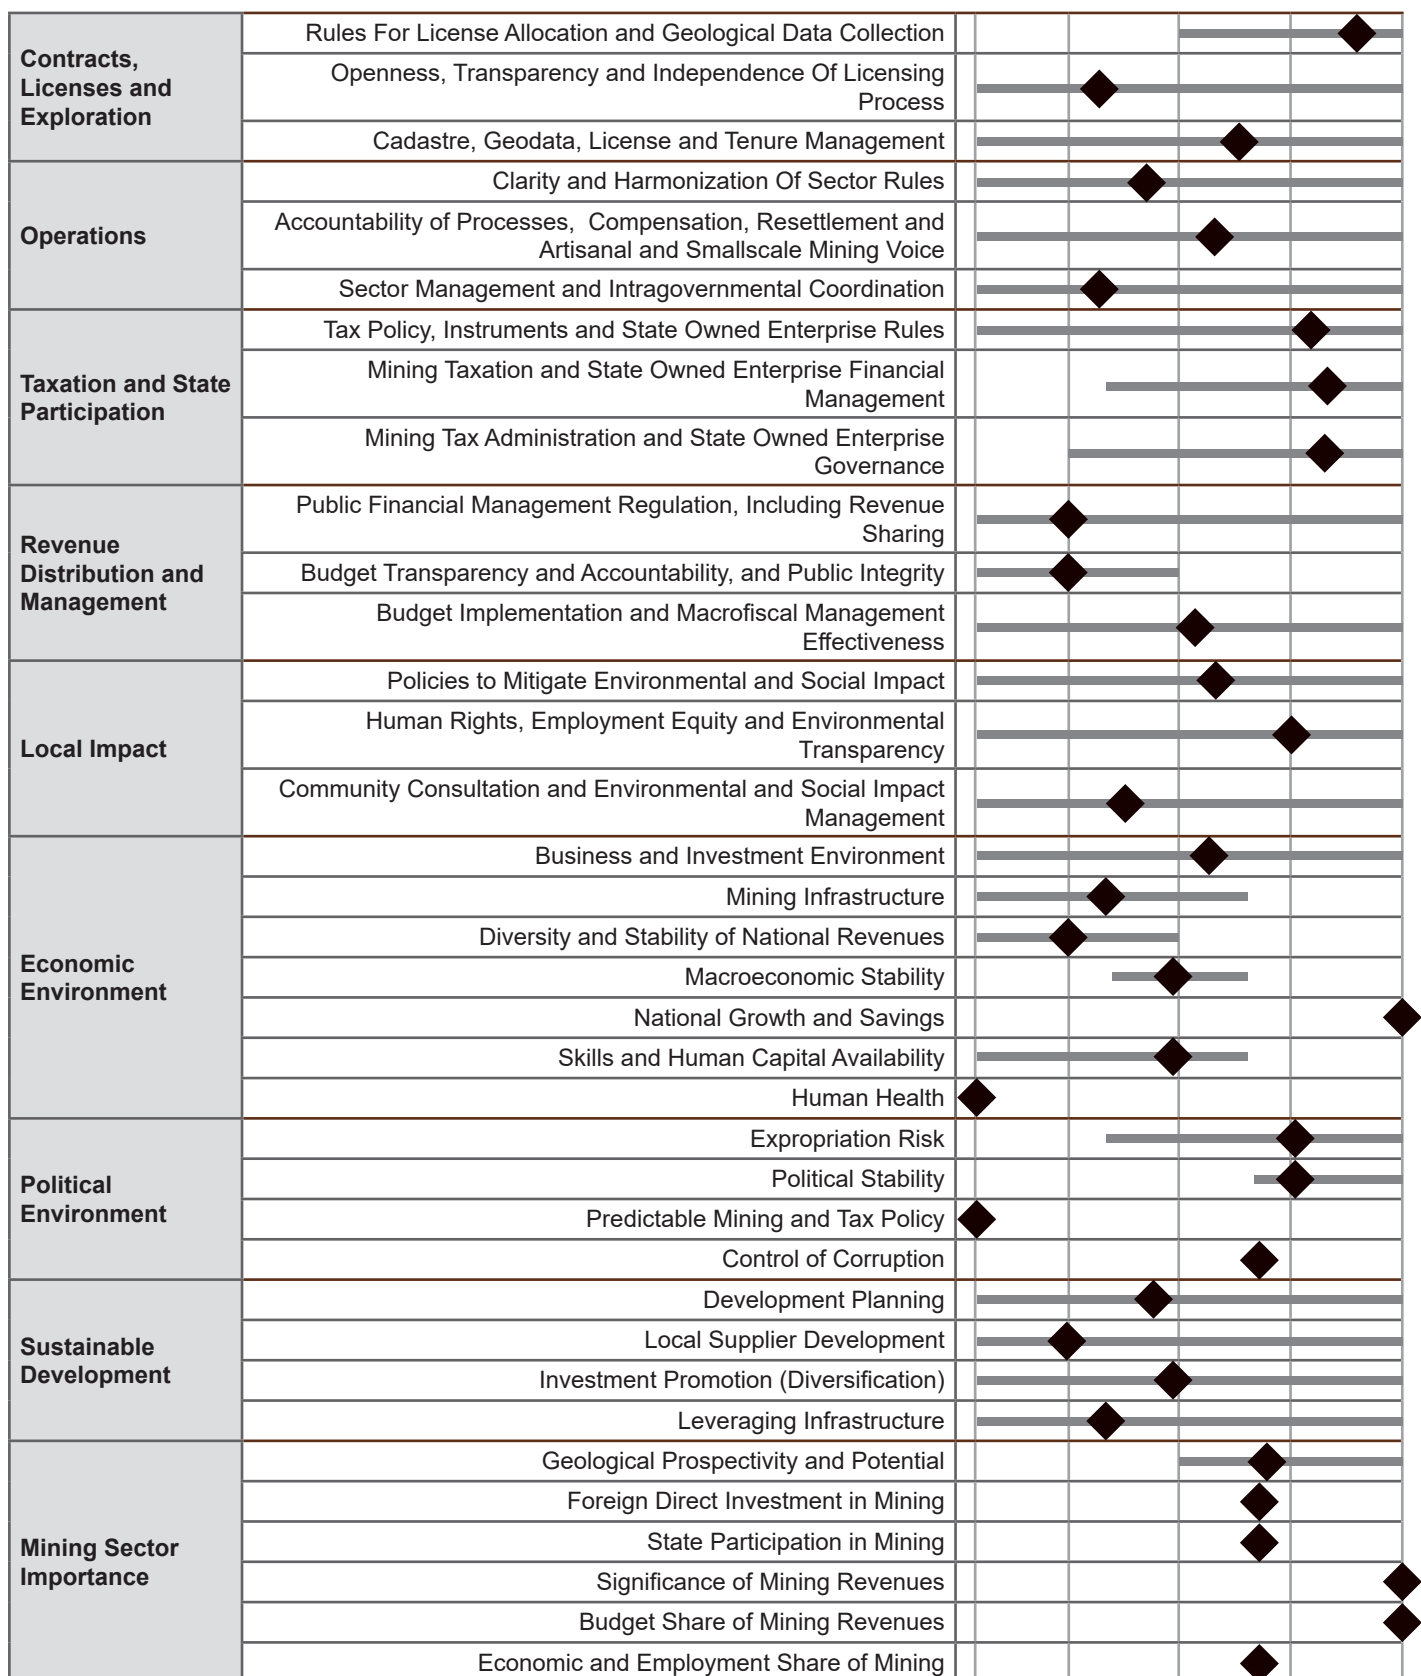 Contracts,
Licenses and
Exploration
Rules For License Allocation and Geological Data Collection
Openness, Transparency and Independence Of Licensing
Process
Cadastre, Geodata, License and Tenure Management
Operations
Clarity and Harmonization Of Sector Rules
Accountability of Processes,  Compensation, Resettlement and
Artisanal and Smallscale Mining Voice
Sector Management and Intragovernmental Coordination
Taxation and State
Participation
Tax Policy, Instruments and State Owned Enterprise Rules
Mining Taxation and State Owned Enterprise Financial
Management
Mining Tax Administration and State Owned Enterprise
Governance
Revenue
Distribution and
Management
Public Financial Management Regulation, Including Revenue
Sharing
Budget Transparency and Accountability, and Public Integrity
Budget Implementation and Macrofiscal Management
Effectiveness
Local Impact
Policies to Mitigate Environmental and Social Impact
Human Rights, Employment Equity and Environmental
Transparency
Community Consultation and Environmental and Social Impact
Management
Economic
Environment
Business and Investment Environment
Mining Infrastructure
Diversity and Stability of National Revenues
Macroeconomic Stability
National Growth and Savings
Skills and Human Capital Availability
Human Health
Political
Environment
Expropriation Risk
Political Stability
Predictable Mining and Tax Policy
Control of Corruption
Sustainable
Development
Development Planning
Local Supplier Development
Investment Promotion (Diversification)
Leveraging Infrastructure
Mining Sector
Importance
Geological Prospectivity and Potential
Foreign Direct Investment in Mining
State Participation in Mining
Significance of Mining Revenues
Budget Share of Mining Revenues
Economic and Employment Share of Mining